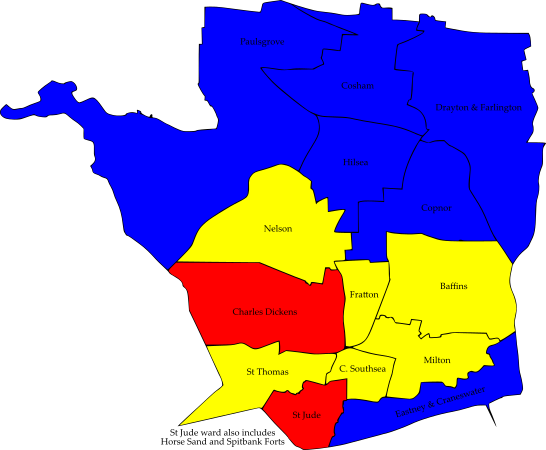 Paulsgrove
Cosham
Drayton & Farlington
Hilsea
Copnor
Nelson
Baffins
Fratton
Charles Dickens
Milton
St Thomas
C. Southsea
Eastney & Craneswater
St Jude
St Jude ward also includes
Horse Sand and Spitbank Forts